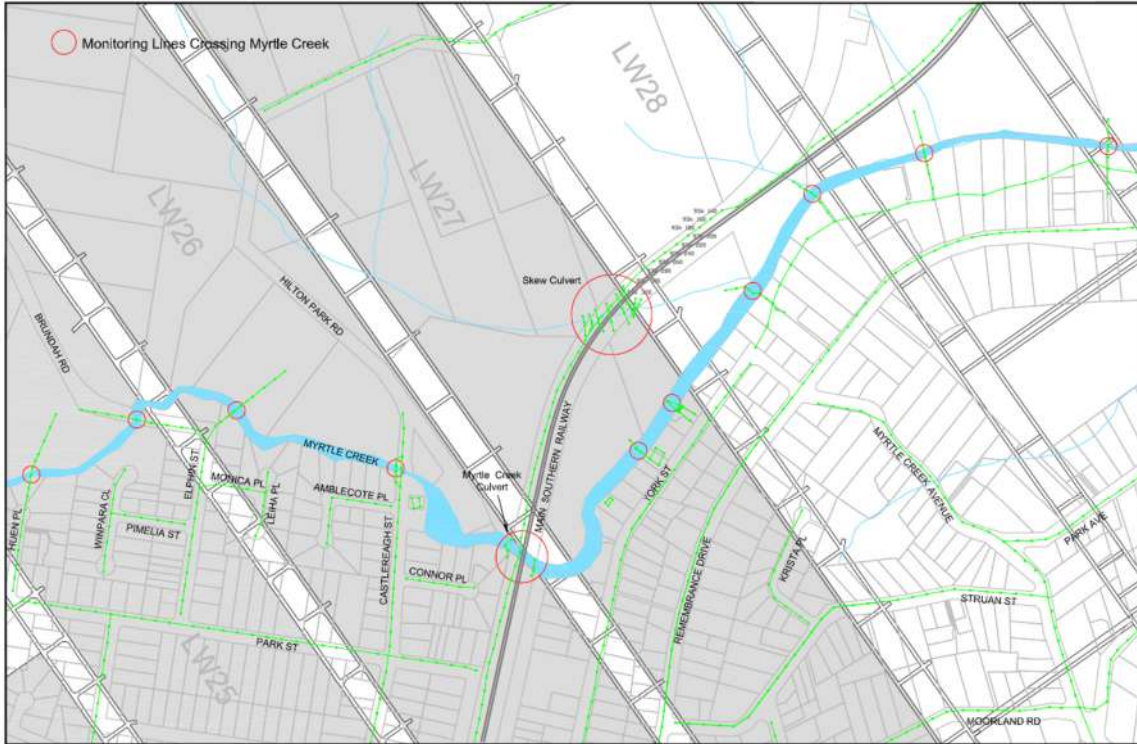 Monitoring Lines Crossing Myrtle Creek
LW28
LW27
LW26
Skew Culvert
HILTON PARK RD
BRUNDAH RD
MYRTLE CREEK
Myrtle Creek
Culvert
MAIN SOUTHERN RAILWAY
ELPHIN ST
MONICA PL
LEIHA PL
AMBLECOTE PL
HUEN PL
WINPARA CL
PIMELIA ST
CASTLEREAGH ST
CONNOR PL
YORK ST
REMEMBRANCE DRIVE
KRISTA PL
MYRTLE CREEK AVENUE
PARK AVE
STRUAN ST
PARK ST
LW25
MOORLAND RD